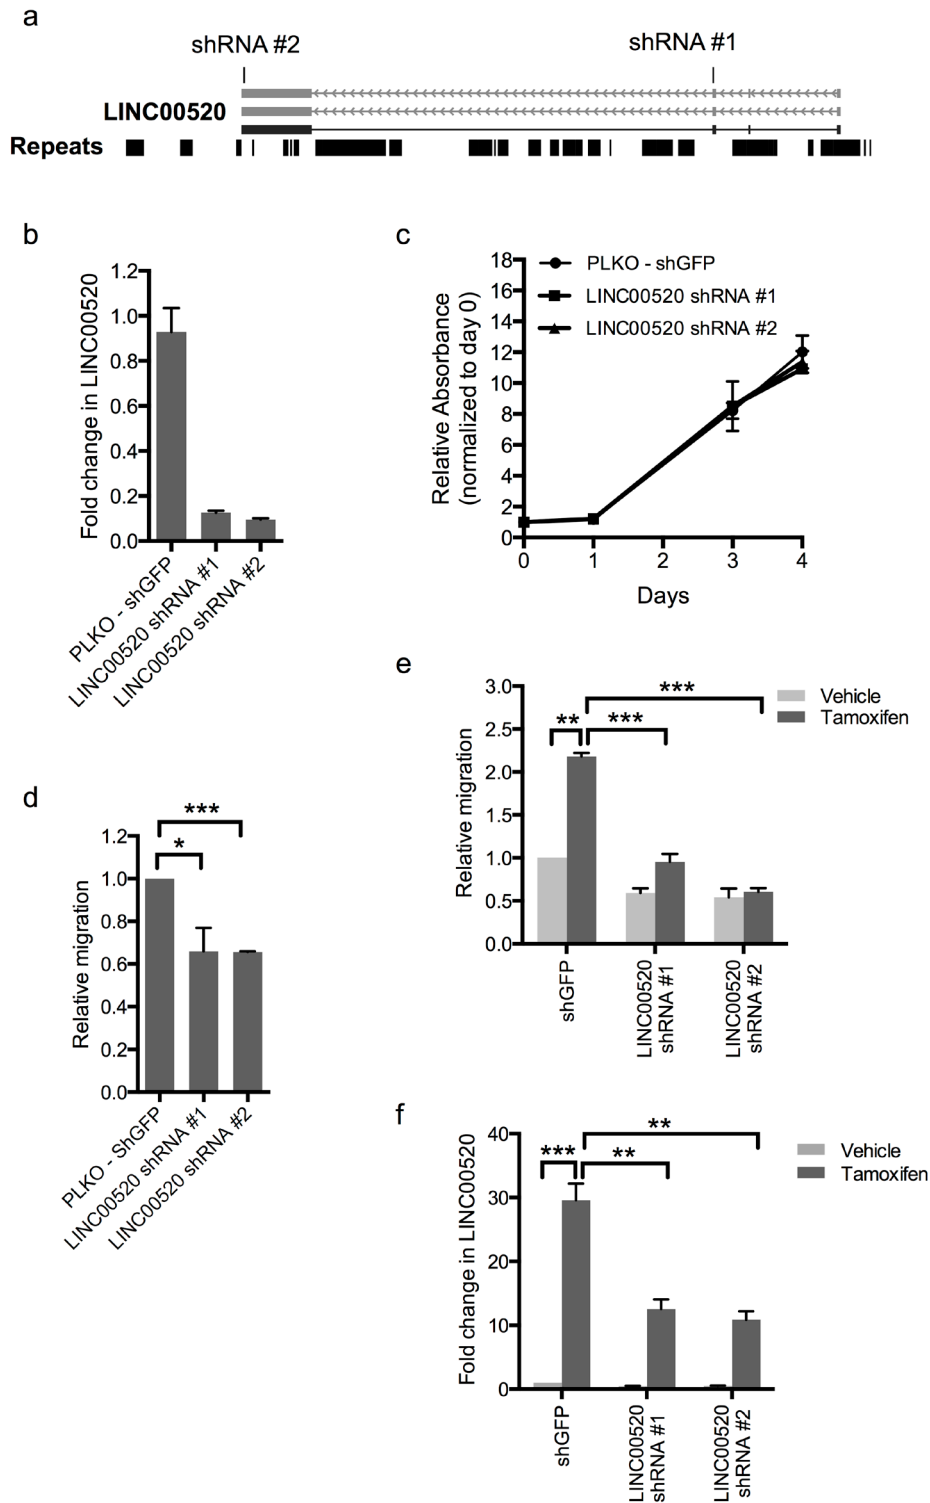 a
shRNA #2
shRNA #1
LINC00520
Repeats
b
Fold change in LINC00520
1.2
1.0
0.8
0.6
0.4
0.2
0.0
PLKO - shGFP
LINC00520 shRNA #1
LINC00520 shRNA #2
c
Relative Absorbance
(normalized to day 0)
18
16
14
12
10
8
6
4
2
0
PLKO - shGFP
LINC00520 shRNA #1
LINC00520 shRNA #2
0 1 2 3 4
Days
d
Relative migration
1.2
1.0
0.8
0.6
0.4
0.2
0.0
***
*
PLKO - ShGFP
LINC00520 shRNA #1
LINC00520 shRNA #2
e
Relative migration
3.0
2.5
2.0
1.5
1.0
0.5
0.0
***
** ***
Vehicle
Tamoxifen
shGFP
LINC00520
shRNA #1
LINC00520
shRNA #2
f
Fold change in LINC00520
40
30
20
10
0
**
*** **
Vehicle
Tamoxifen
shGFP
LINC00520
shRNA #1
LINC00520
shRNA #2